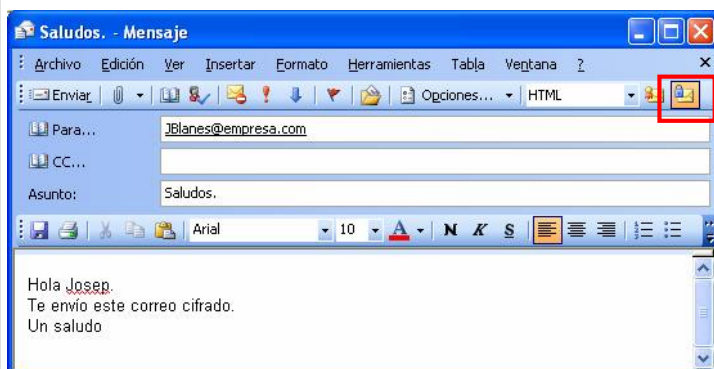 Saludos. - Mensaje
Archivo Edición Ver Insertar Formato Herramientas Tabla Ventana ?
Enviar Opciones... HTML
Para... JBlanes@empresa.com
CC...
Asunto: Saludos.
Arial 10 A N K S
Hola Josep.
Te envío este correo cifrado.
Un saludo